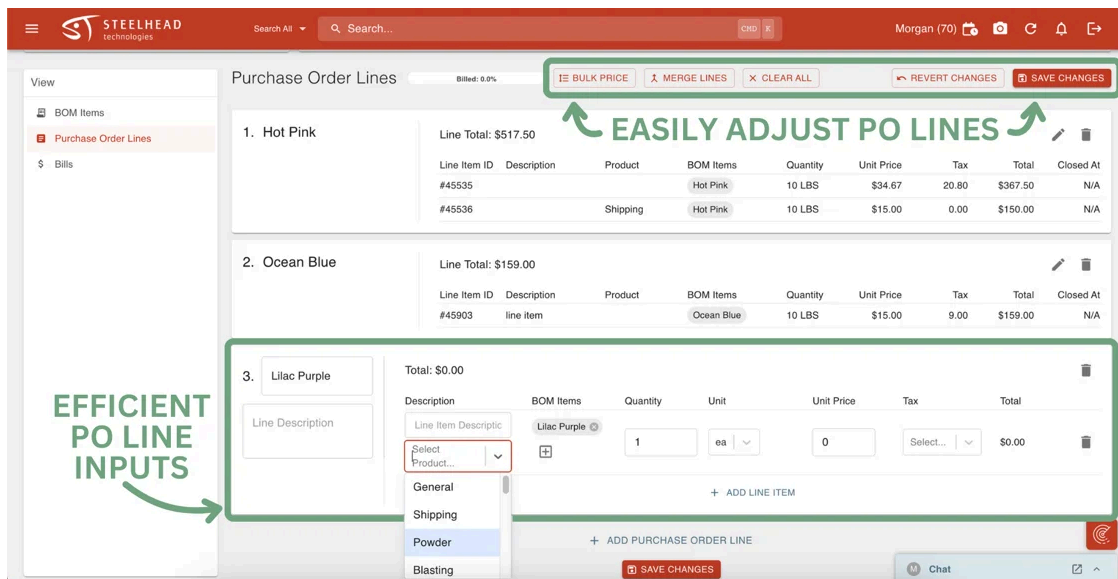 STEELHEAD
technologies
Search All
Search...
CMD K
Morgan (70)
View
BOM Items
Purchase Order Lines
Bills
Purchase Order Lines
Billed: 0.0%
BULK PRICE
MERGE LINES
CLEAR ALL
REVERT CHANGES
SAVE CHANGES
EASILY ADJUST PO LINES
1. Hot Pink
Line Total: $517.50
Line Item ID Description Product BOM Items Quantity Unit Price Tax Total Closed At
#45535 Hot Pink 10 LBS $34.67 20.80 $367.50 N/A
#45536 Shipping Hot Pink 10 LBS $15.00 0.00 $150.00 N/A
2. Ocean Blue
Line Total: $159.00
Line Item ID Description Product BOM Items Quantity Unit Price Tax Total Closed At
#45903 line item Ocean Blue 10 LBS $15.00 9.00 $159.00 N/A
EFFICIENT
PO LINE
INPUTS
3. Lilac Purple
Line Description
Total: $0.00
Description BOM Items Quantity Unit Unit Price Tax Total
Line Item Descriptic
Lilac Purple
1 ea 0 Select... $0.00
Select
Product...
General
Shipping
Powder
Blasting
+ ADD LINE ITEM
+ ADD PURCHASE ORDER LINE
SAVE CHANGES
M Chat